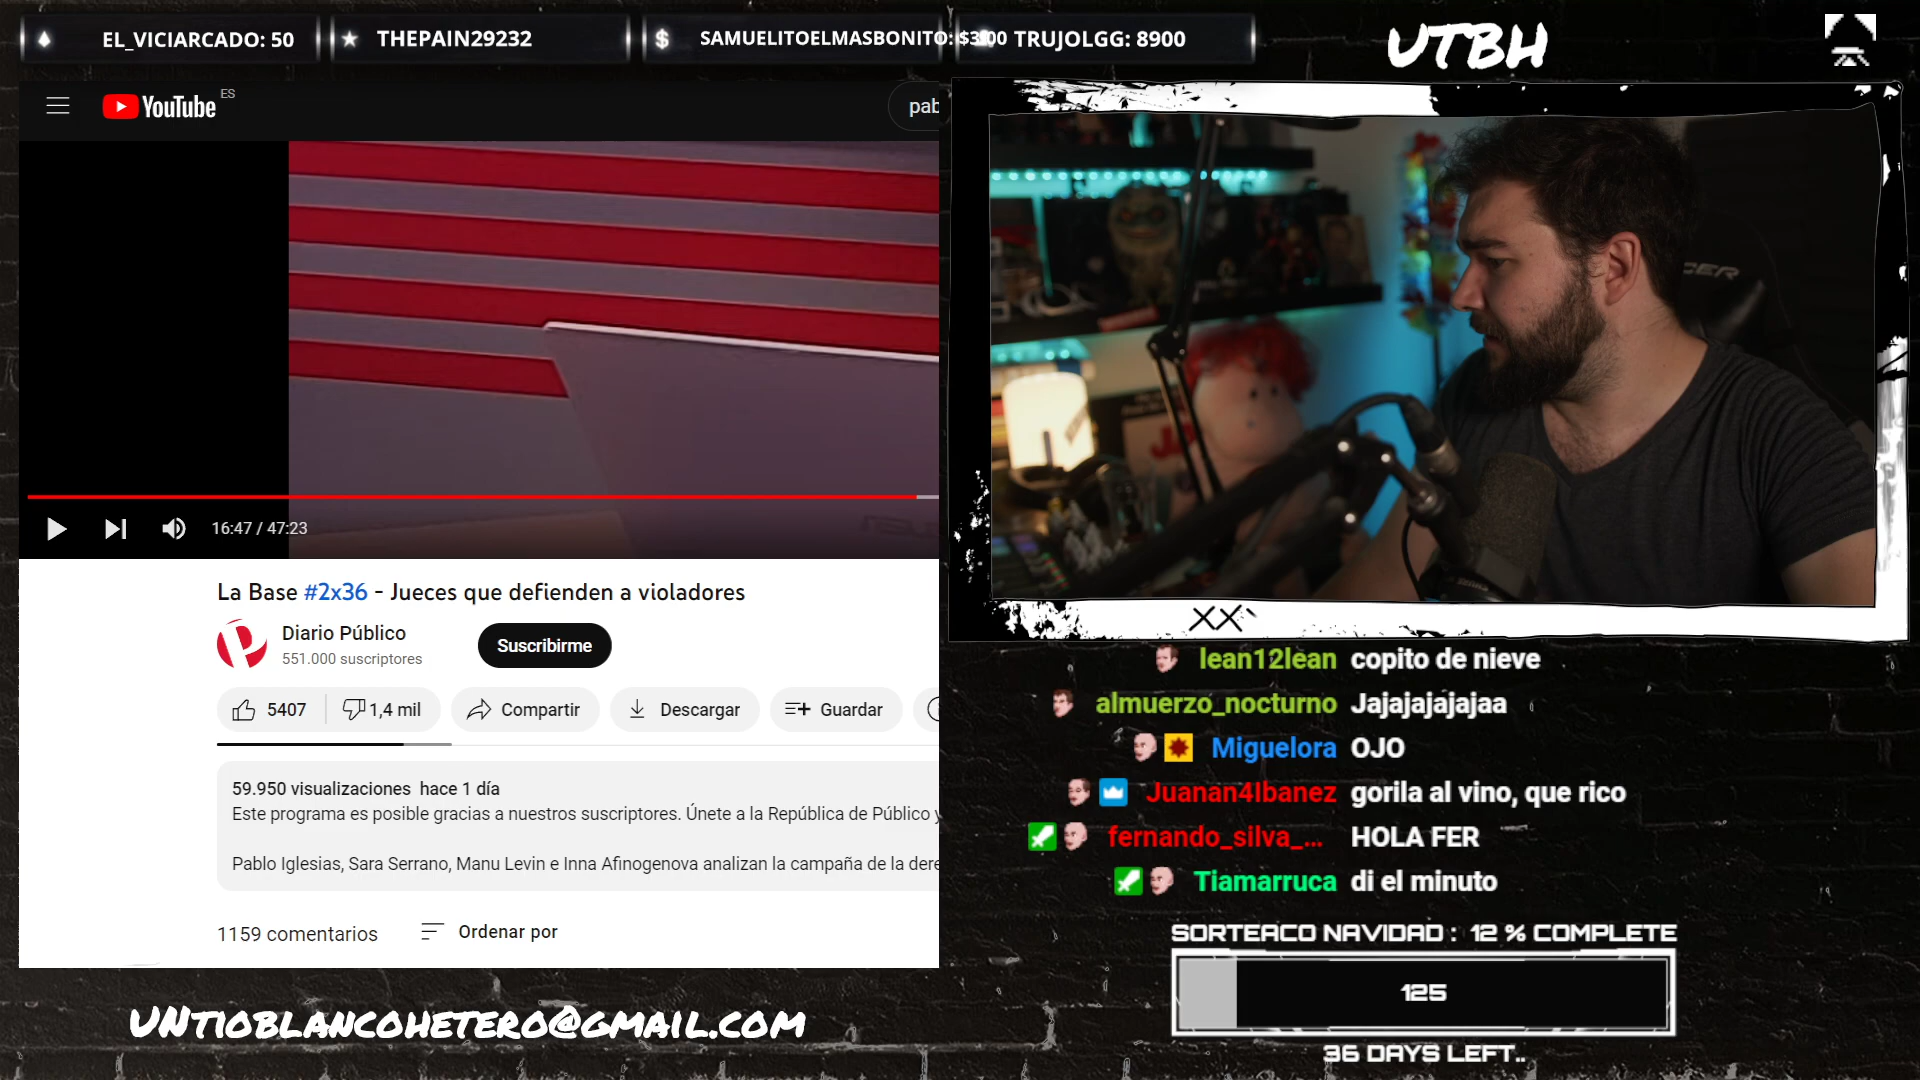 EL_VICIARCADO: 50
THEPAIN29232
SAMUELITOELMASBONITO: $3.00
TRUJOLGG: 8900
UTBH
YouTube ES
pab
16:47 / 47:23
La Base #2x36 - Jueces que defienden a violadores
Diario Público
551.000 suscriptores
Suscribirme
5407
1,4 mil
Compartir
Descargar
Guardar
59.950 visualizaciones hace 1 día
Este programa es posible gracias a nuestros suscriptores. Únete a la República de Público y
Pablo Iglesias, Sara Serrano, Manu Levin e Inna Afinogenova analizan la campaña de la dere
1159 comentarios
Ordenar por
UNtioblancohetero@gmail.com
XX
lean12lean copito de nieve
almuerzo_nocturno Jajajajajajaa
Miguelora OJO
Juanan4Ibanez gorila al vino, que rico
fernando_silva_... HOLA FER
Tiamarruca di el minuto
SORTEACO NAVIDAD : 12 % COMPLETE
125
36 DAYS LEFT..